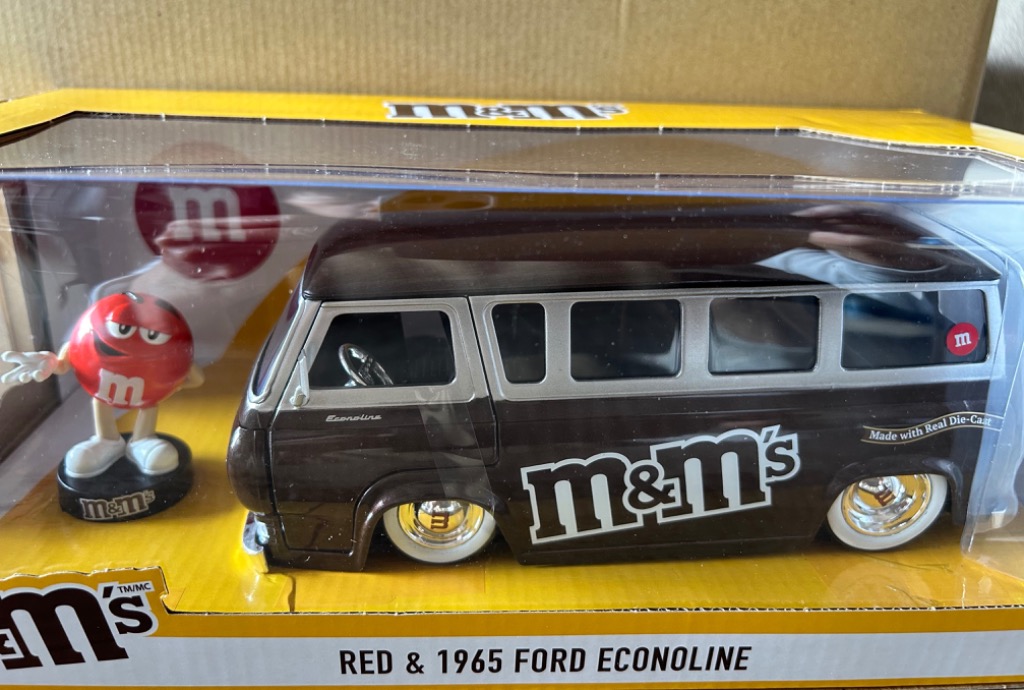 m&m's
m
m
m
Econoline
Made with Real Die-Cast
m&m's
m&m's
m
m
&m's TM/MC
RED & 1965 FORD ECONOLINE